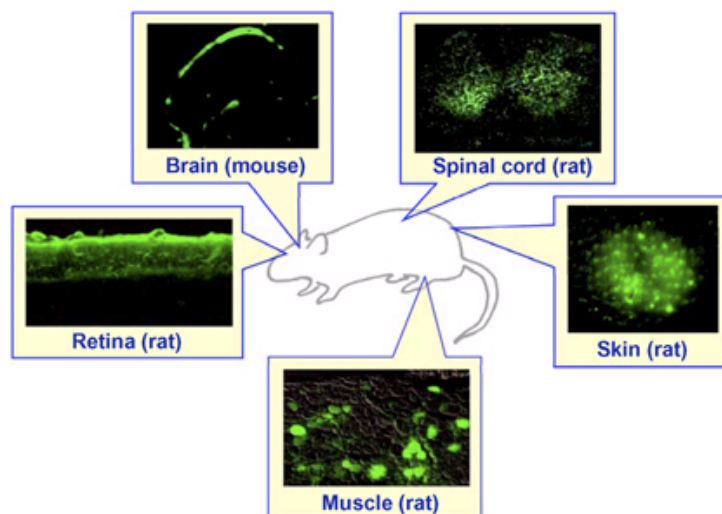 Brain (mouse)
Spinal cord (rat)
Retina (rat)
Skin (rat)
Muscle (rat)